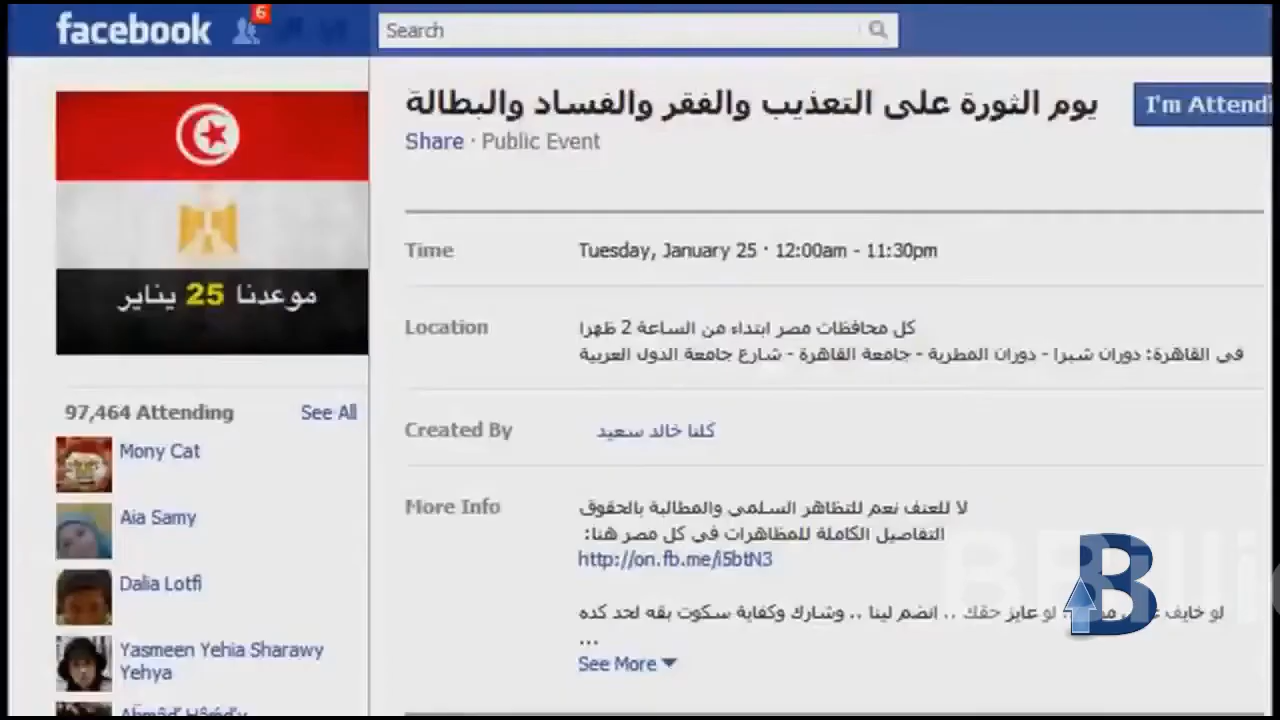 facebook
6
Search
يوم الثورة على التعذيب والفقر والفساد والبطالة
I'm Attendi
Share · Public Event
موعدنا 25 يناير
Time
Tuesday, January 25 · 12:00am - 11:30pm
Location
كل محافظات مصر ابتداء من الساعة 2 ظهرا
فى القاهرة: دوران شبرا - دوران المطرية - جامعة القاهرة - شارع جامعة الدول العربية
Created By
كلنا خالد سعيد
More Info
لا للعنف نعم للتظاهر السلمى والمطالبة بالحقوق
التفاصيل الكاملة للمظاهرات فى كل مصر هنا:
http://on.fb.me/i5btN3
لو خايف .. لو عايز حقك .. انضم لينا .. وشارك وكفاية سكوت بقه لحد كده
...
See More
97,464 Attending
See All
Mony Cat
Aia Samy
Dalia Lotfi
Yasmeen Yehia Sharawy
Yehya
B